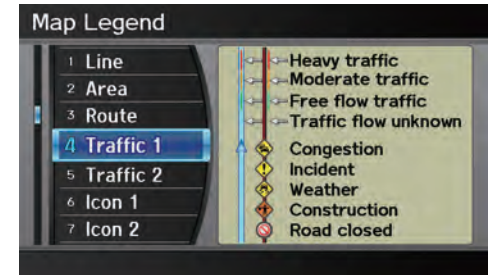 Map Legend
1 Line
2 Area
3 Route
4 Traffic 1
5 Traffic 2
6 Icon 1
7 Icon 2
Heavy traffic
Moderate traffic
Free flow traffic
Traffic flow unknown
Congestion
Incident
Weather
Construction
Road closed